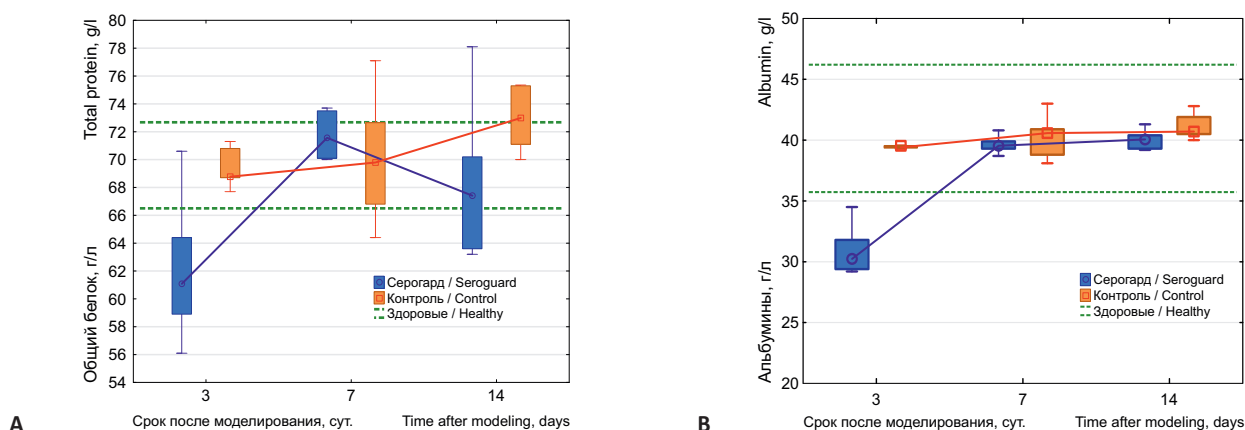 Общий белок, г/л Total protein, g/l
80
78
76
74
72
70
68
66
64
62
60
58
56
54
Серогард / Seroguard
Контроль / Control
Здоровые / Healthy
3 7 14
Срок после моделирования, сут. Time after modeling, days
A
Альбумины, г/л Albumin, g/l
50
45
40
35
30
25
20
Серогард / Seroguard
Контроль / Control
Здоровые / Healthy
3 7 14
Срок после моделирования, сут. Time after modeling, days
B